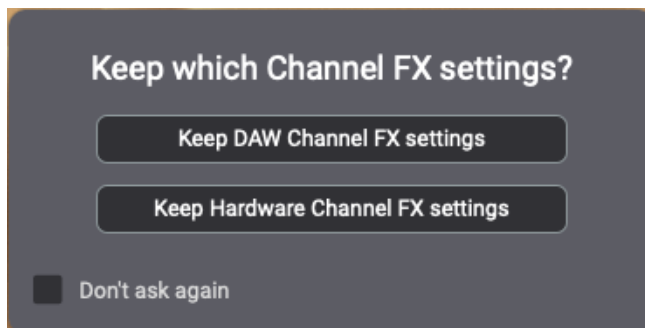 Keep which Channel FX settings?
Keep DAW Channel FX settings
Keep Hardware Channel FX settings
Don't ask again